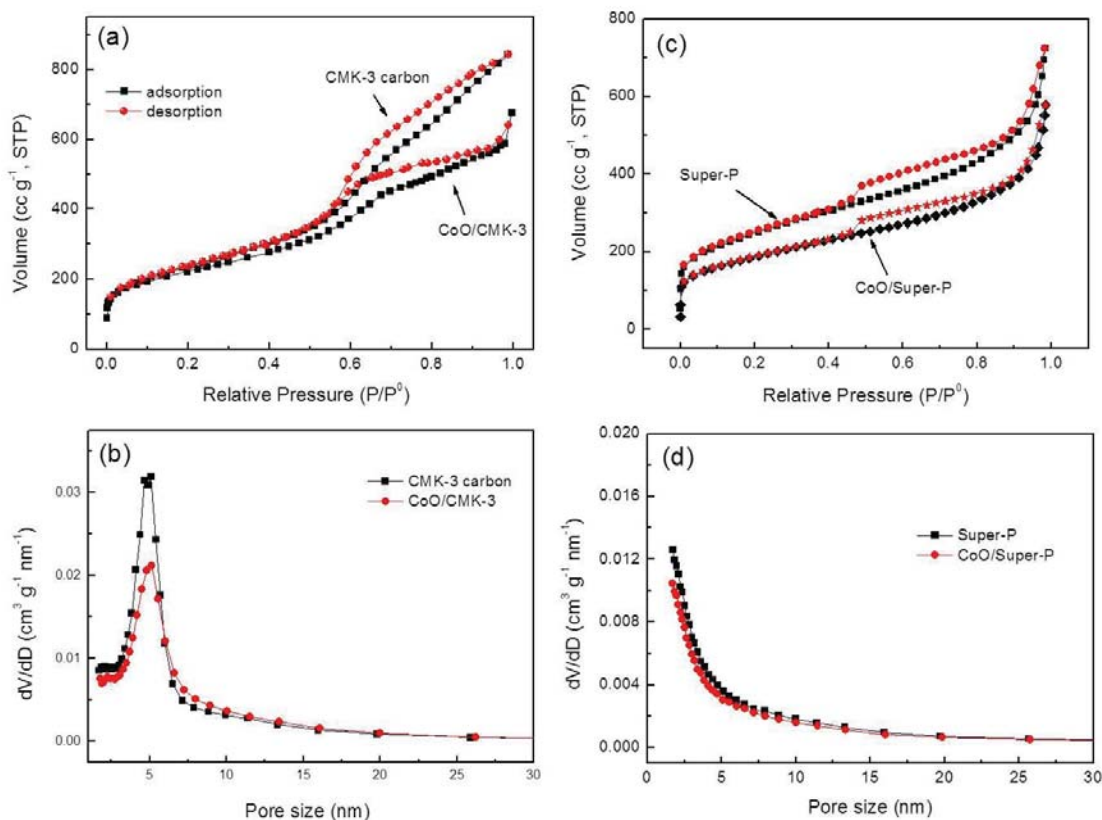 (a)
800
600
400
200
0
Volume (cc g⁻¹, STP)
adsorption
desorption
CMK-3 carbon
CoO/CMK-3
0.0 0.2 0.4 0.6 0.8 1.0
Relative Pressure (P/P⁰)
(c)
800
600
400
200
0
Volume (cc g⁻¹, STP)
Super-P
CoO/Super-P
0.0 0.2 0.4 0.6 0.8 1.0
Relative Pressure (P/P⁰)
(b)
0.03
0.02
0.01
0.00
dV/dD (cm³ g⁻¹ nm⁻¹)
CMK-3 carbon
CoO/CMK-3
5 10 15 20 25 30
Pore size (nm)
(d)
0.020
0.016
0.012
0.008
0.004
0.000
dV/dD (cm³ g⁻¹ nm⁻¹)
Super-P
CoO/Super-P
0 5 10 15 20 25 30
Pore size (nm)